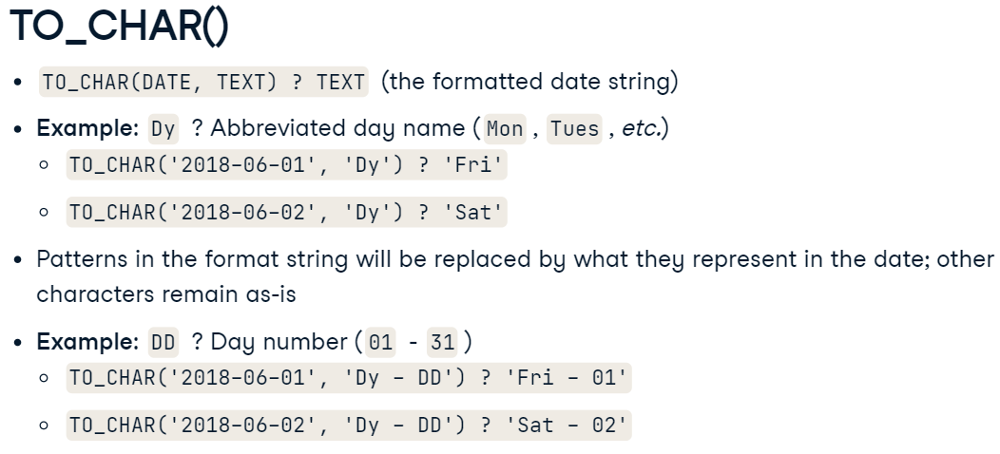 TO_CHAR()
• TO_CHAR(DATE, TEXT) ? TEXT (the formatted date string)
• Example: Dy ? Abbreviated day name ( Mon , Tues , etc.)
○ TO_CHAR('2018-06-01', 'Dy') ? 'Fri'
○ TO_CHAR('2018-06-02', 'Dy') ? 'Sat'
• Patterns in the format string will be replaced by what they represent in the date; other
characters remain as-is
• Example: DD ? Day number ( 01 - 31 )
○ TO_CHAR('2018-06-01', 'Dy - DD') ? 'Fri - 01'
○ TO_CHAR('2018-06-02', 'Dy - DD') ? 'Sat - 02'